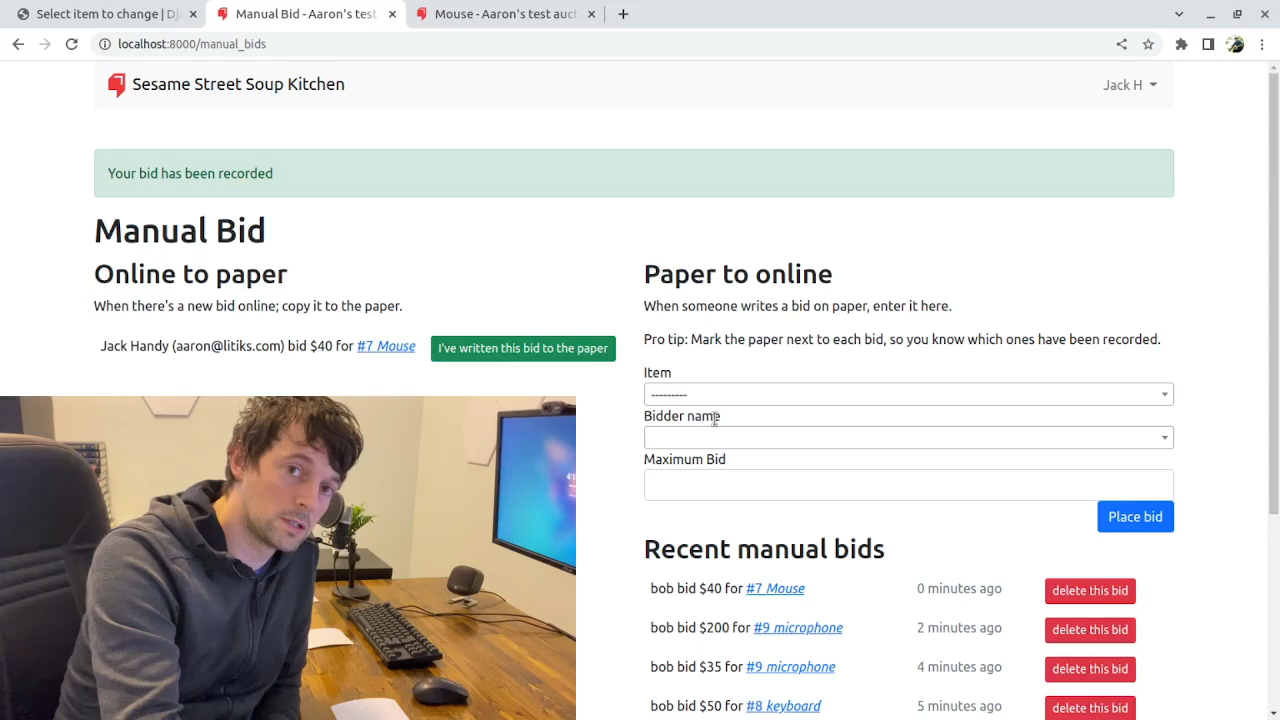 Select item to change | Dj
Manual Bid - Aaron's test
Mouse - Aaron's test aucti
localhost:8000/manual_bids
Sesame Street Soup Kitchen
Jack H
Your bid has been recorded
Manual Bid
Online to paper
When there's a new bid online; copy it to the paper.
Jack Handy (aaron@litiks.com) bid $40 for #7 Mouse
I've written this bid to the paper
Paper to online
When someone writes a bid on paper, enter it here.
Pro tip: Mark the paper next to each bid, so you know which ones have been recorded.
Item
---------
Bidder name
Maximum Bid
Place bid
Recent manual bids
bob bid $40 for #7 Mouse 0 minutes ago delete this bid
bob bid $200 for #9 microphone 2 minutes ago delete this bid
bob bid $35 for #9 microphone 4 minutes ago delete this bid
bob bid $50 for #8 keyboard 5 minutes ago delete this bid